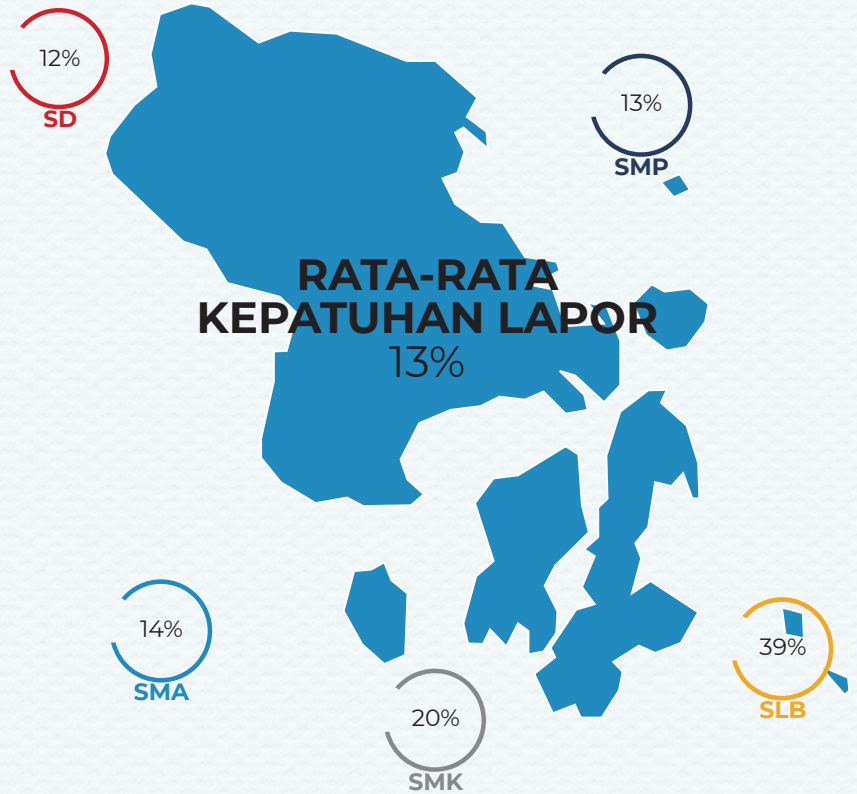 12%
SD
13%
SMP
RATA-RATA
KEPATUHAN LAPOR
13%
14%
SMA
39%
SLB
20%
SMK